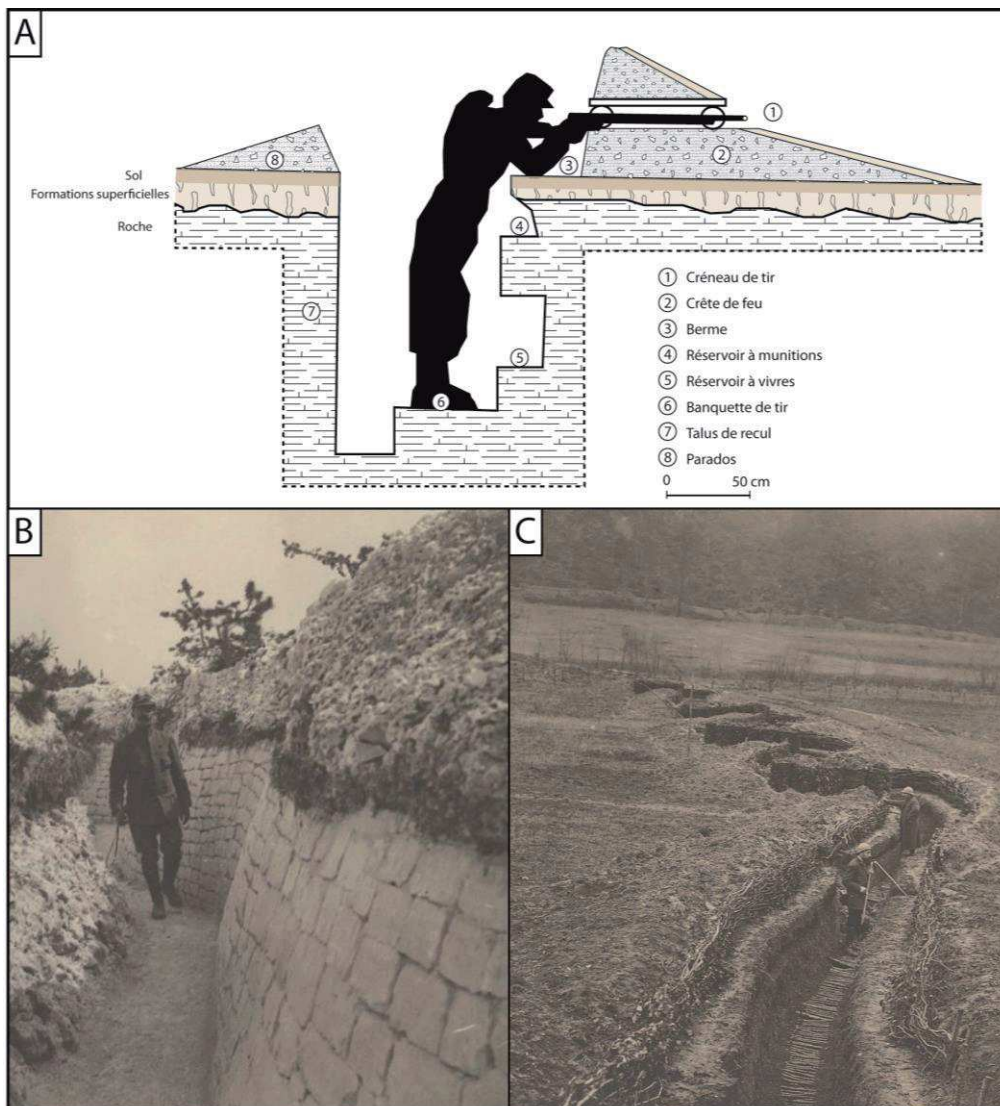 A
①
②
③
④
⑤
⑥
⑦
⑧
Sol
Formations superficielles
Roche
① Créneau de tir
② Crête de feu
③ Berme
④ Réservoir à munitions
⑤ Réservoir à vivres
⑥ Banquette de tir
⑦ Talus de recul
⑧ Parados
0 50 cm
B
C